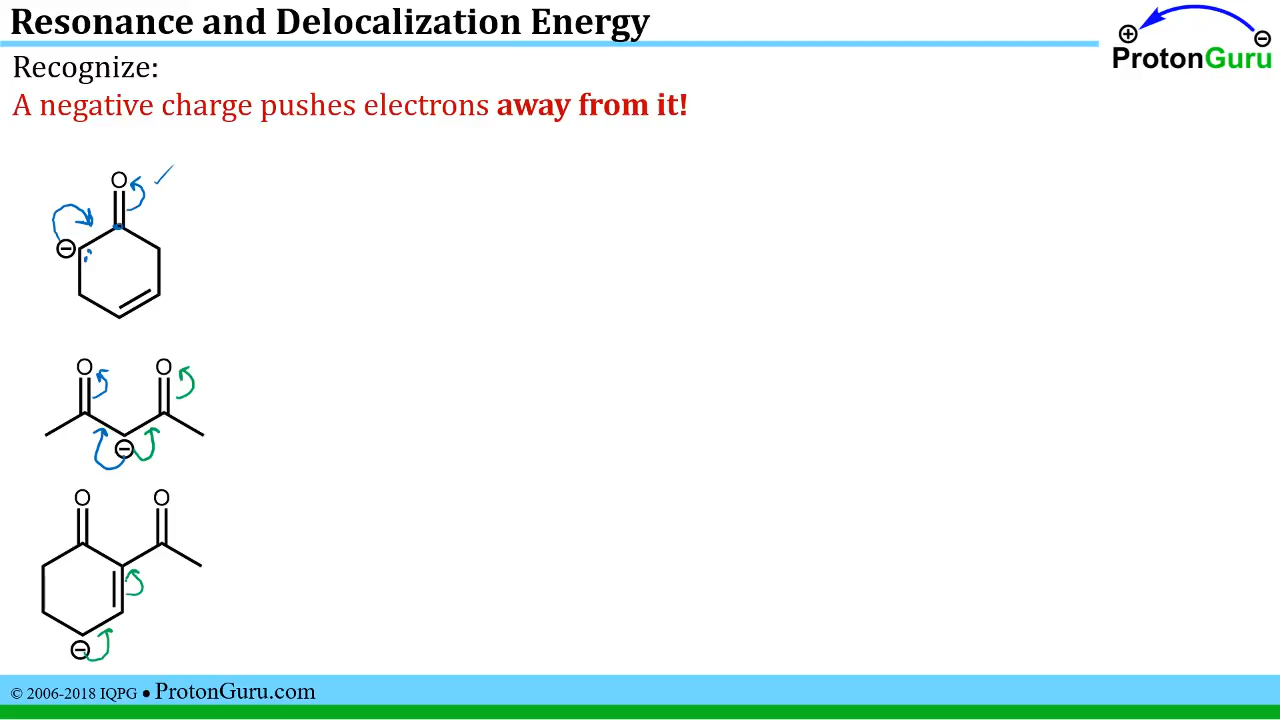 Resonance and Delocalization Energy
ProtonGuru
Recognize:
A negative charge pushes electrons away from it!
O
O O
O O
© 2006-2018 IQPG ● ProtonGuru.com